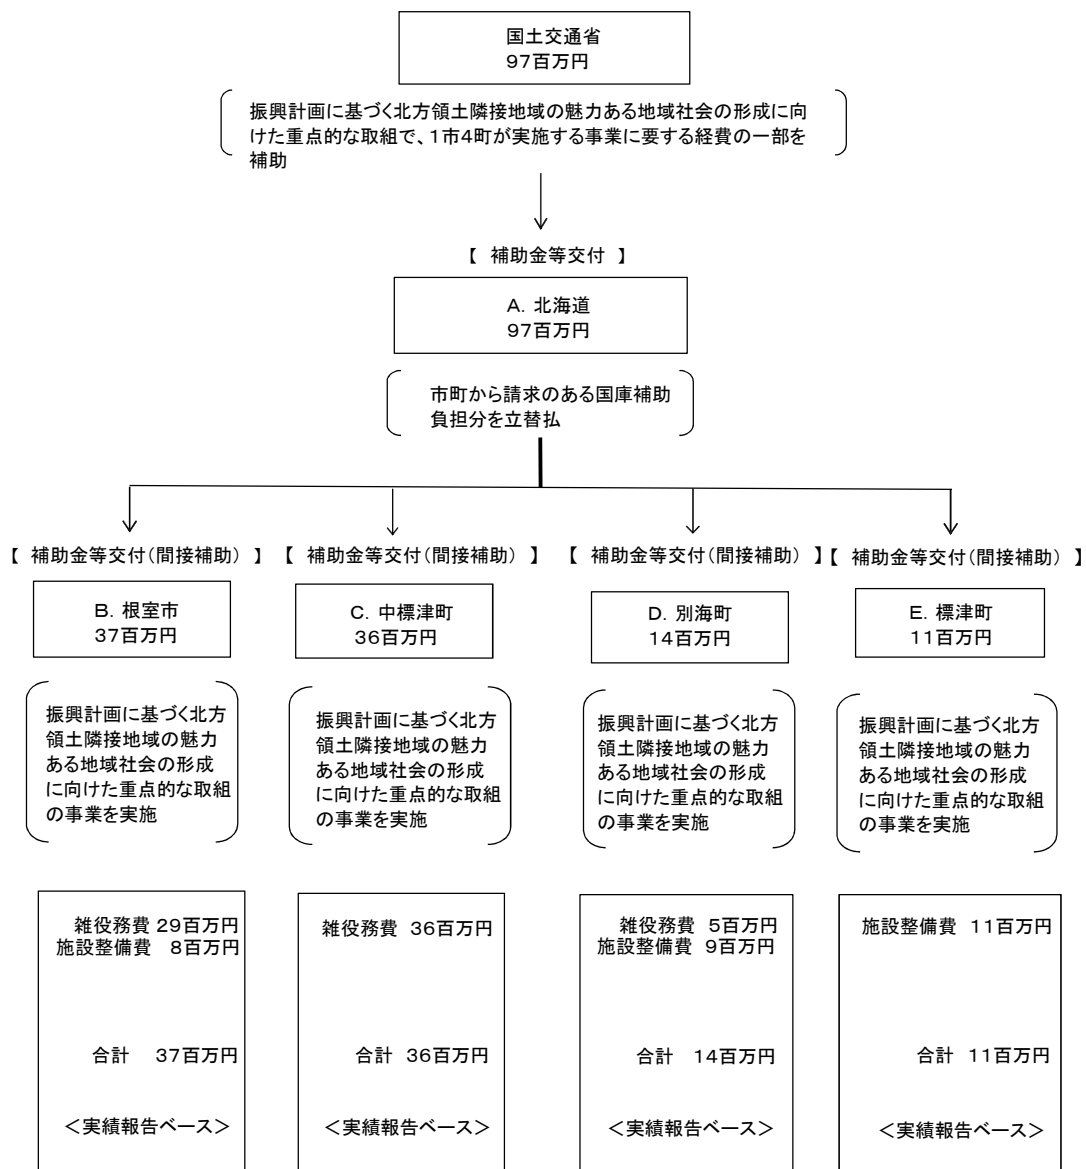 国土交通省
97百万円
振興計画に基づく北方領土隣接地域の魅力ある地域社会の形成に向
けた重点的な取組で、1市4町が実施する事業に要する経費の一部を
補助
【 補助金等交付 】
A．北海道
97百万円
市町から請求のある国庫補助
負担分を立替払
【 補助金等交付（間接補助） 】
B．根室市
37百万円
振興計画に基づく北方
領土隣接地域の魅力
ある地域社会の形成
に向けた重点的な取組
の事業を実施
雑役務費 29百万円
施設整備費 8百万円
合計 37百万円
＜実績報告ベース＞
【 補助金等交付（間接補助） 】
C．中標津町
36百万円
振興計画に基づく北方
領土隣接地域の魅力
ある地域社会の形成
に向けた重点的な取組
の事業を実施
雑役務費 36百万円
合計 36百万円
＜実績報告ベース＞
【 補助金等交付（間接補助） 】
D．別海町
14百万円
振興計画に基づく北方
領土隣接地域の魅力
ある地域社会の形成
に向けた重点的な取組
の事業を実施
雑役務費 5百万円
施設整備費 9百万円
合計 14百万円
＜実績報告ベース＞
【 補助金等交付（間接補助） 】
E．標津町
11百万円
振興計画に基づく北方
領土隣接地域の魅力
ある地域社会の形成
に向けた重点的な取組
の事業を実施
施設整備費 11百万円
合計 11百万円
＜実績報告ベース＞